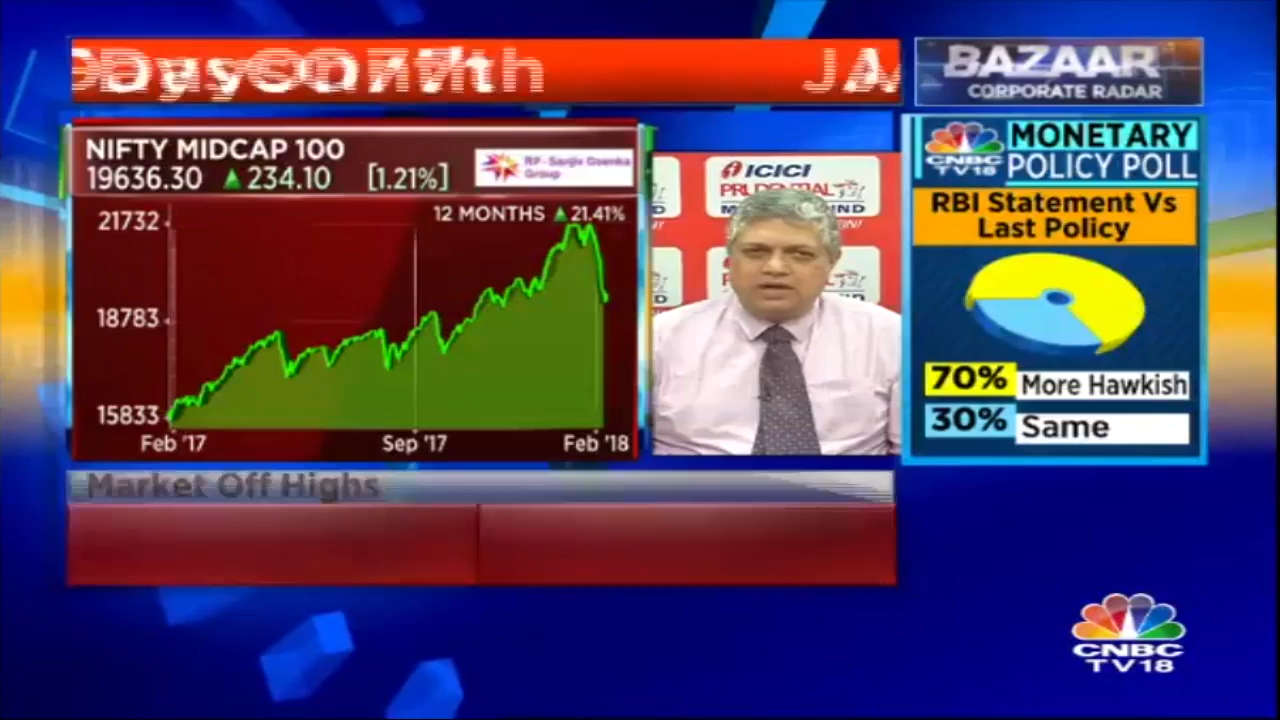 BAZAAR
CORPORATE RADAR
NIFTY MIDCAP 100
19636.30 ▲ 234.10 [1.21%]
RP-Sanjiv Goenka
Group
12 MONTHS ▲ 21.41%
21732
18783
15833
Feb '17 Sep '17 Feb '18
ICICI
PRUDENTIAL
CNBC
TV18
MONETARY
POLICY POLL
RBI Statement Vs
Last Policy
70% More Hawkish
30% Same
Market Off Highs
CNBC
TV18